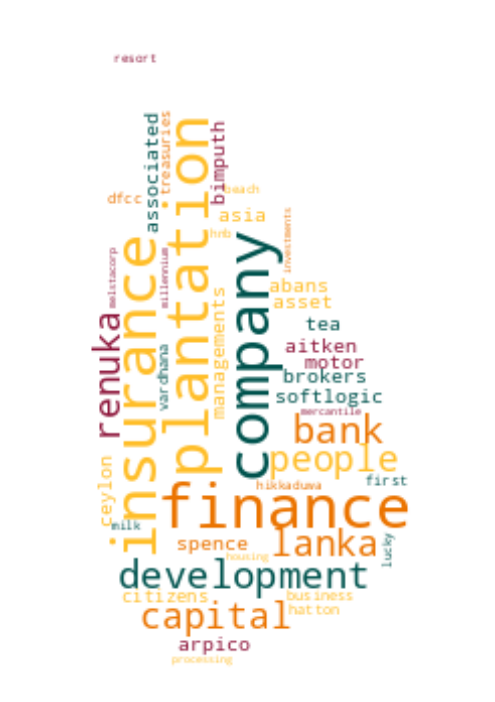 resort
associated
treasuries
plantation
bimputh
dfcc
beach
asia
hnb
investments
insurance
company
melstacorp
millennium
abans
asset
managements
renuka
tea
aitken
motor
vardhana
brokers
softlogic
mercantile
bank
people
ceylon
first
hikkaduwa
finance
milk
lanka
spence
lucky
housing
development
citizens
business
capital
hatton
arpico
processing